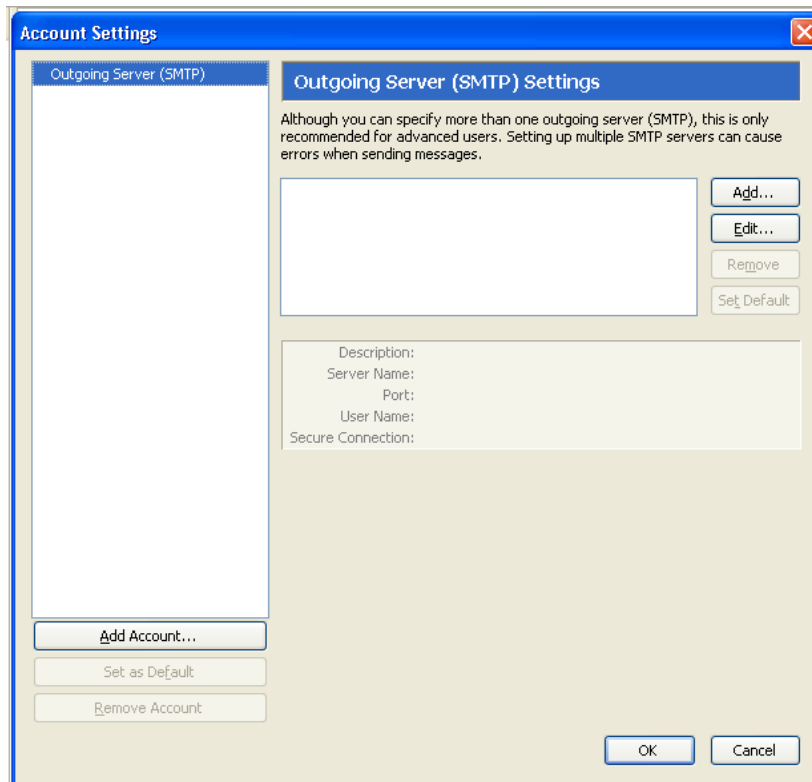 Account Settings
Outgoing Server (SMTP)
Outgoing Server (SMTP) Settings
Although you can specify more than one outgoing server (SMTP), this is only
recommended for advanced users. Setting up multiple SMTP servers can cause
errors when sending messages.
Add...
Edit...
Remove
Set Default
Description:
Server Name:
Port:
User Name:
Secure Connection:
Add Account...
Set as Default
Remove Account
OK
Cancel